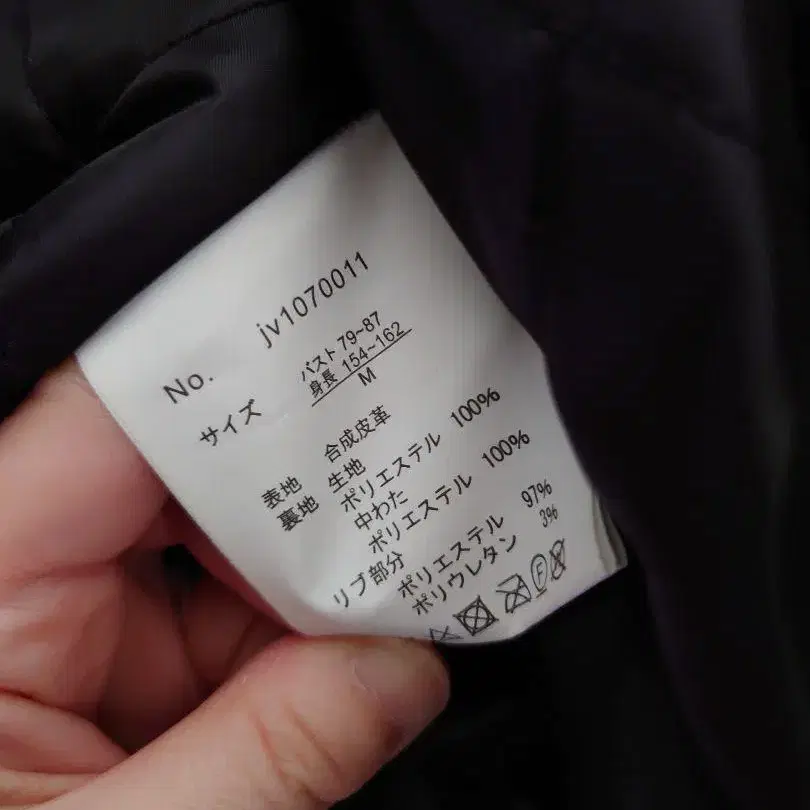 No. jv1070011
サイズ バスト 79~87
身長 154~162
M
表地 合成皮革
裏地 生地
ポリエステル 100%
中わた
ポリエステル 100%
リブ部分
ポリエステル 97%
ポリウレタン 3%
F